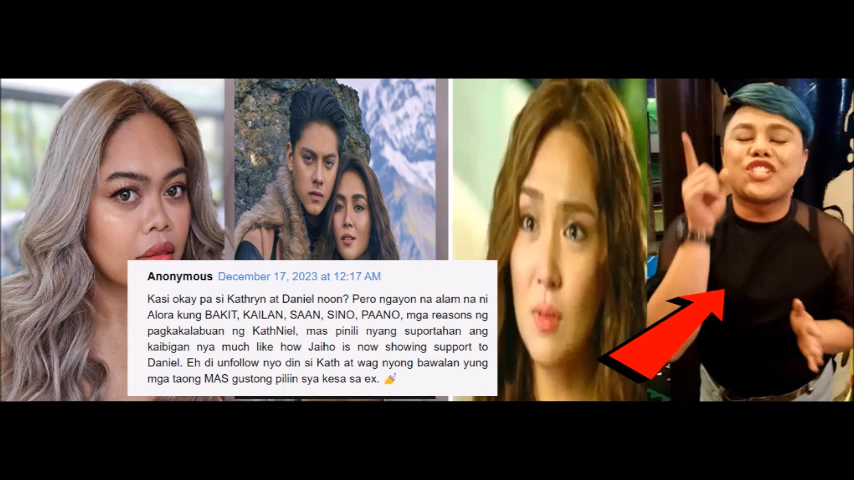 Anonymous December 17, 2023 at 12:17 AM
Kasi okay pa si Kathryn at Daniel noon? Pero ngayon na alam na ni
Alora kung BAKIT, KAILAN, SAAN, SINO, PAANO, mga reasons ng
pagkakalabuan ng KathNiel, mas pinili nyang suportahan ang
kaibigan nya much like how Jaiho is now showing support to
Daniel. Eh di unfollow nyo din si Kath at wag nyong bawalan yung
mga taong MAS gustong piliin sya kesa sa ex. 💅